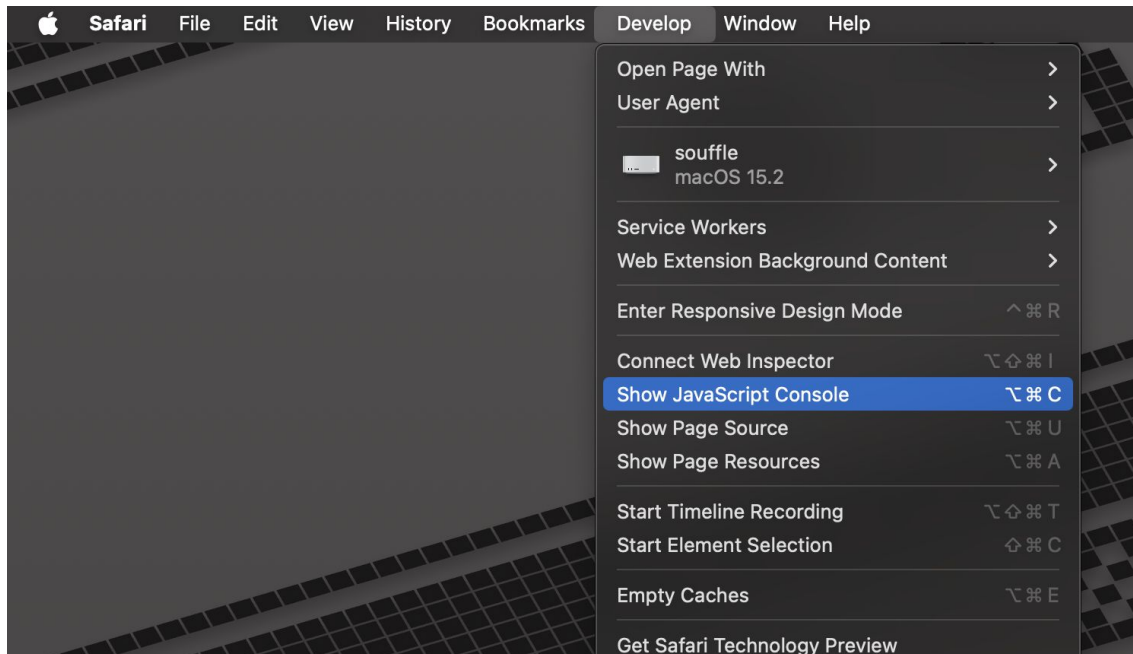 Safari File Edit View History Bookmarks Develop Window Help
Open Page With
User Agent
souffle
macOS 15.2
Service Workers
Web Extension Background Content
Enter Responsive Design Mode ^⌘R
Connect Web Inspector ⌥⇧⌘I
Show JavaScript Console ⌥⌘C
Show Page Source ⌥⌘U
Show Page Resources ⌥⌘A
Start Timeline Recording ⌥⇧⌘T
Start Element Selection ⇧⌘C
Empty Caches ⌥⌘E
Get Safari Technology Preview